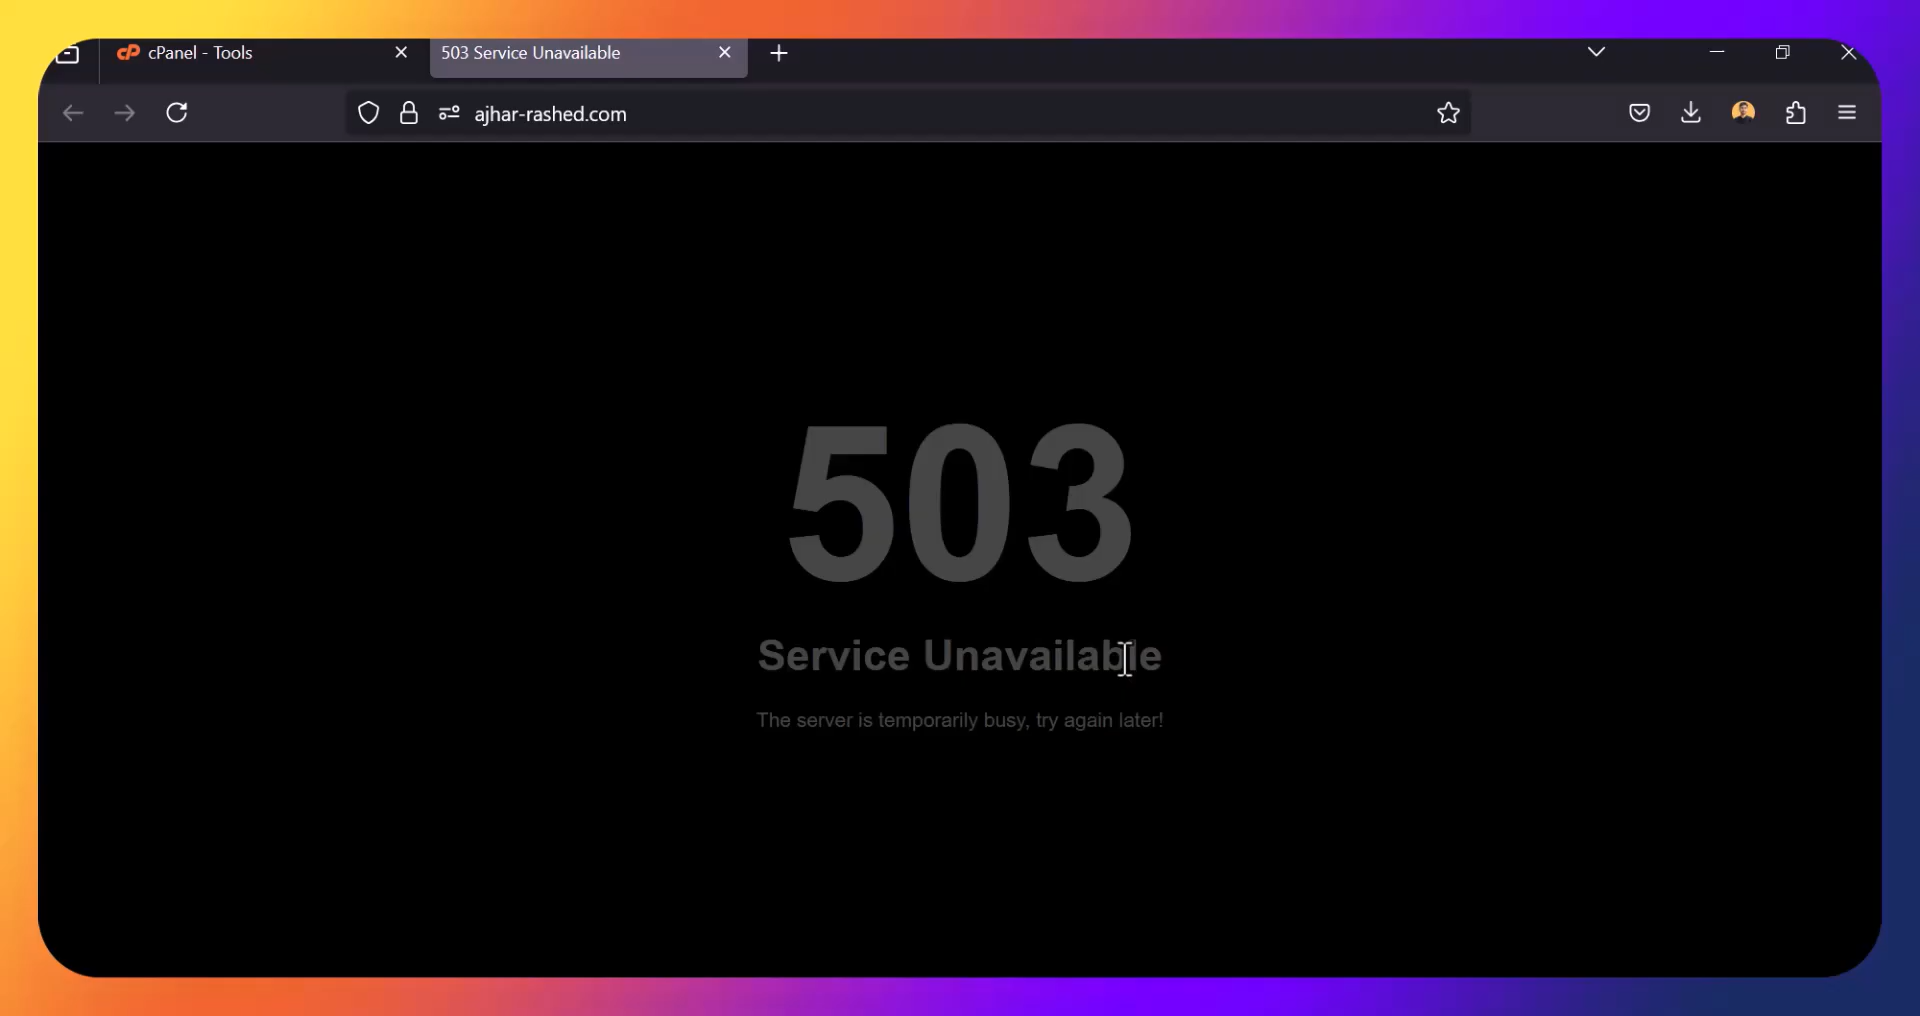 cPanel - Tools
503 Service Unavailable
ajhar-rashed.com
503
Service Unavailable
The server is temporarily busy, try again later!